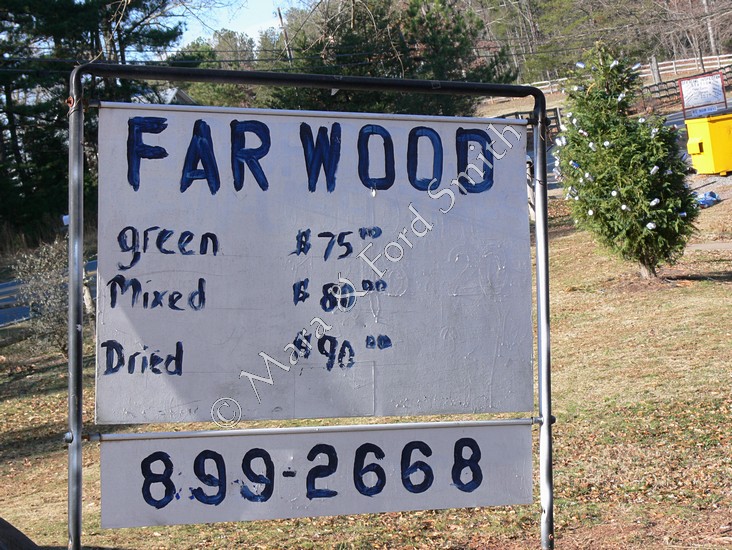 FAR WOOD
green $75.00
Mixed $80.00
Dried $90.00
899-2668
© Mara & Ford Smith